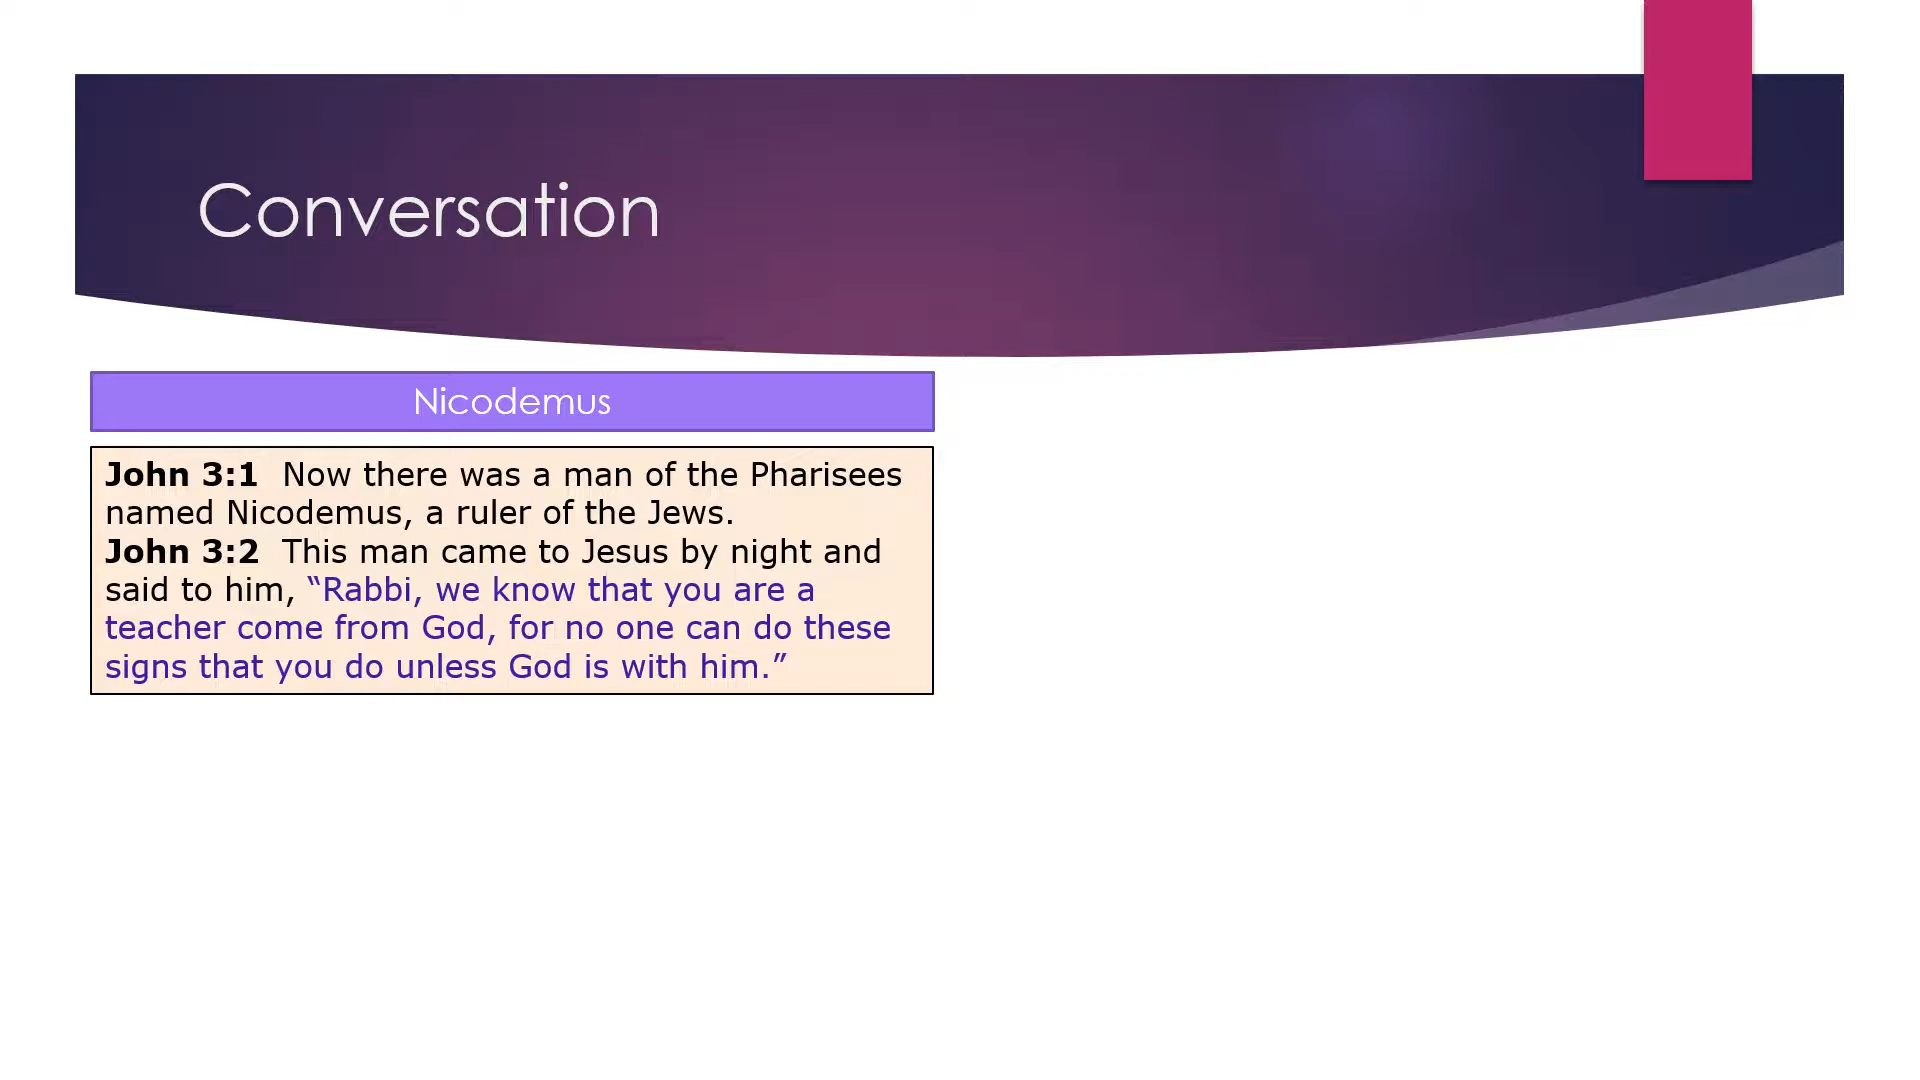 Conversation
Nicodemus
John 3:1  Now there was a man of the Pharisees
named Nicodemus, a ruler of the Jews.
John 3:2  This man came to Jesus by night and
said to him, “Rabbi, we know that you are a
teacher come from God, for no one can do these
signs that you do unless God is with him.”